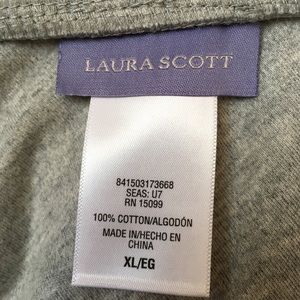 LAURA SCOTT
841503173668
SEAS: U7
RN 15099
100% COTTON/ALGODÓN
MADE IN/HECHO EN
CHINA
XL/EG